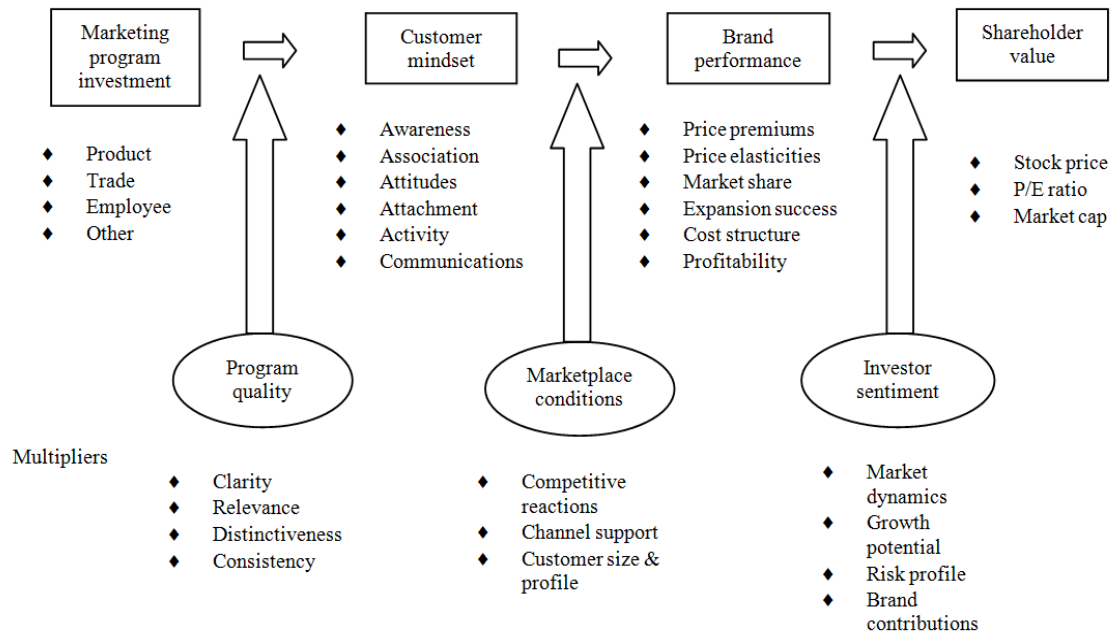 Marketing
program
investment
Customer
mindset
Brand
performance
Shareholder
value
♦ Product
♦ Trade
♦ Employee
♦ Other
♦ Awareness
♦ Association
♦ Attitudes
♦ Attachment
♦ Activity
♦ Communications
♦ Price premiums
♦ Price elasticities
♦ Market share
♦ Expansion success
♦ Cost structure
♦ Profitability
♦ Stock price
♦ P/E ratio
♦ Market cap
Program
quality
Marketplace
conditions
Investor
sentiment
Multipliers
♦ Clarity
♦ Relevance
♦ Distinctiveness
♦ Consistency
♦ Competitive
reactions
♦ Channel support
♦ Customer size &
profile
♦ Market
dynamics
♦ Growth
potential
♦ Risk profile
♦ Brand
contributions